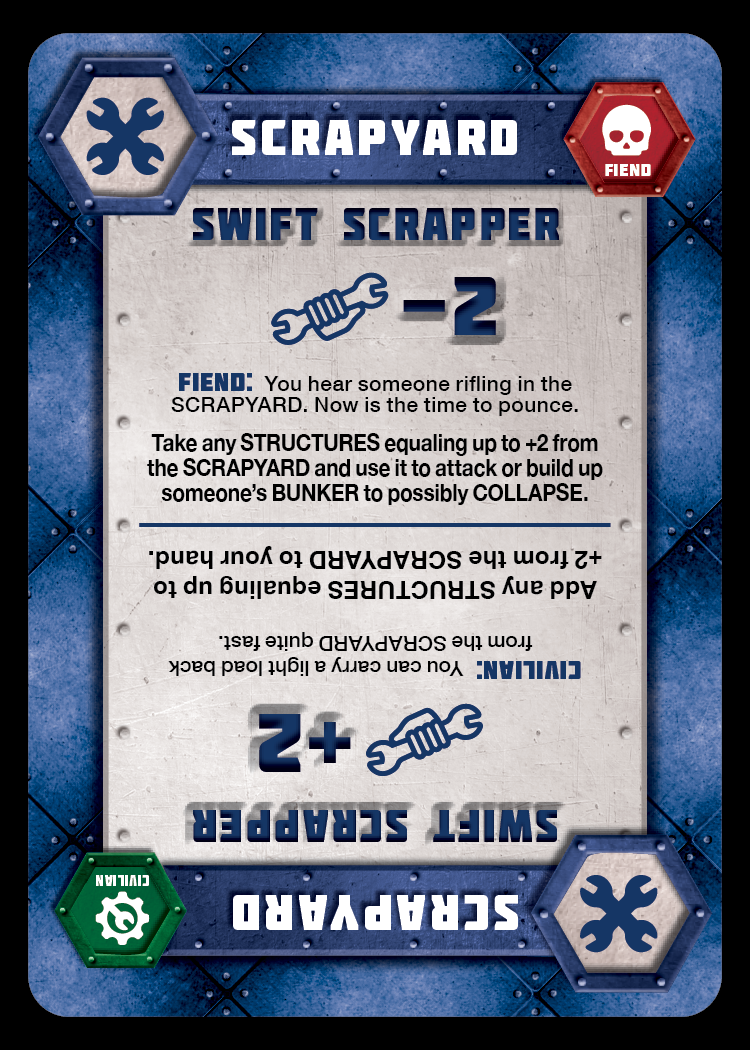 SCRAPYARD
FIEND
SWIFT SCRAPPER
-2
FIEND: You hear someone rifling in the
SCRAPYARD. Now is the time to pounce.
Take any STRUCTURES equaling up to +2 from
the SCRAPYARD and use it to attack or build up
someone's BUNKER to possibly COLLAPSE.
SCRAPYARD
CIVILIAN
SWIFT SCRAPPER
+2
CIVILIAN: You can carry a light load back
from the SCRAPYARD quite fast.
Add any STRUCTURES equaling up to
+2 from the SCRAPYARD to your hand.